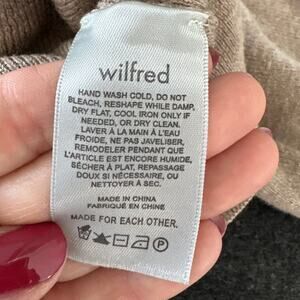 wilfred
HAND WASH COLD, DO NOT
BLEACH, RESHAPE WHILE DAMP,
DRY FLAT, COOL IRON ONLY IF
NEEDED, OR DRY CLEAN.
LAVER À LA MAIN À L'EAU
FROIDE, NE PAS JAVELISER,
REMODELER PENDANT QUE
L'ARTICLE EST ENCORE HUMIDE,
SÉCHER À PLAT, REPASSAGE
DOUX SI NÉCESSAIRE, OU
NETTOYER À SEC.
MADE IN CHINA
FABRIQUÉ EN CHINE
MADE FOR EACH OTHER.